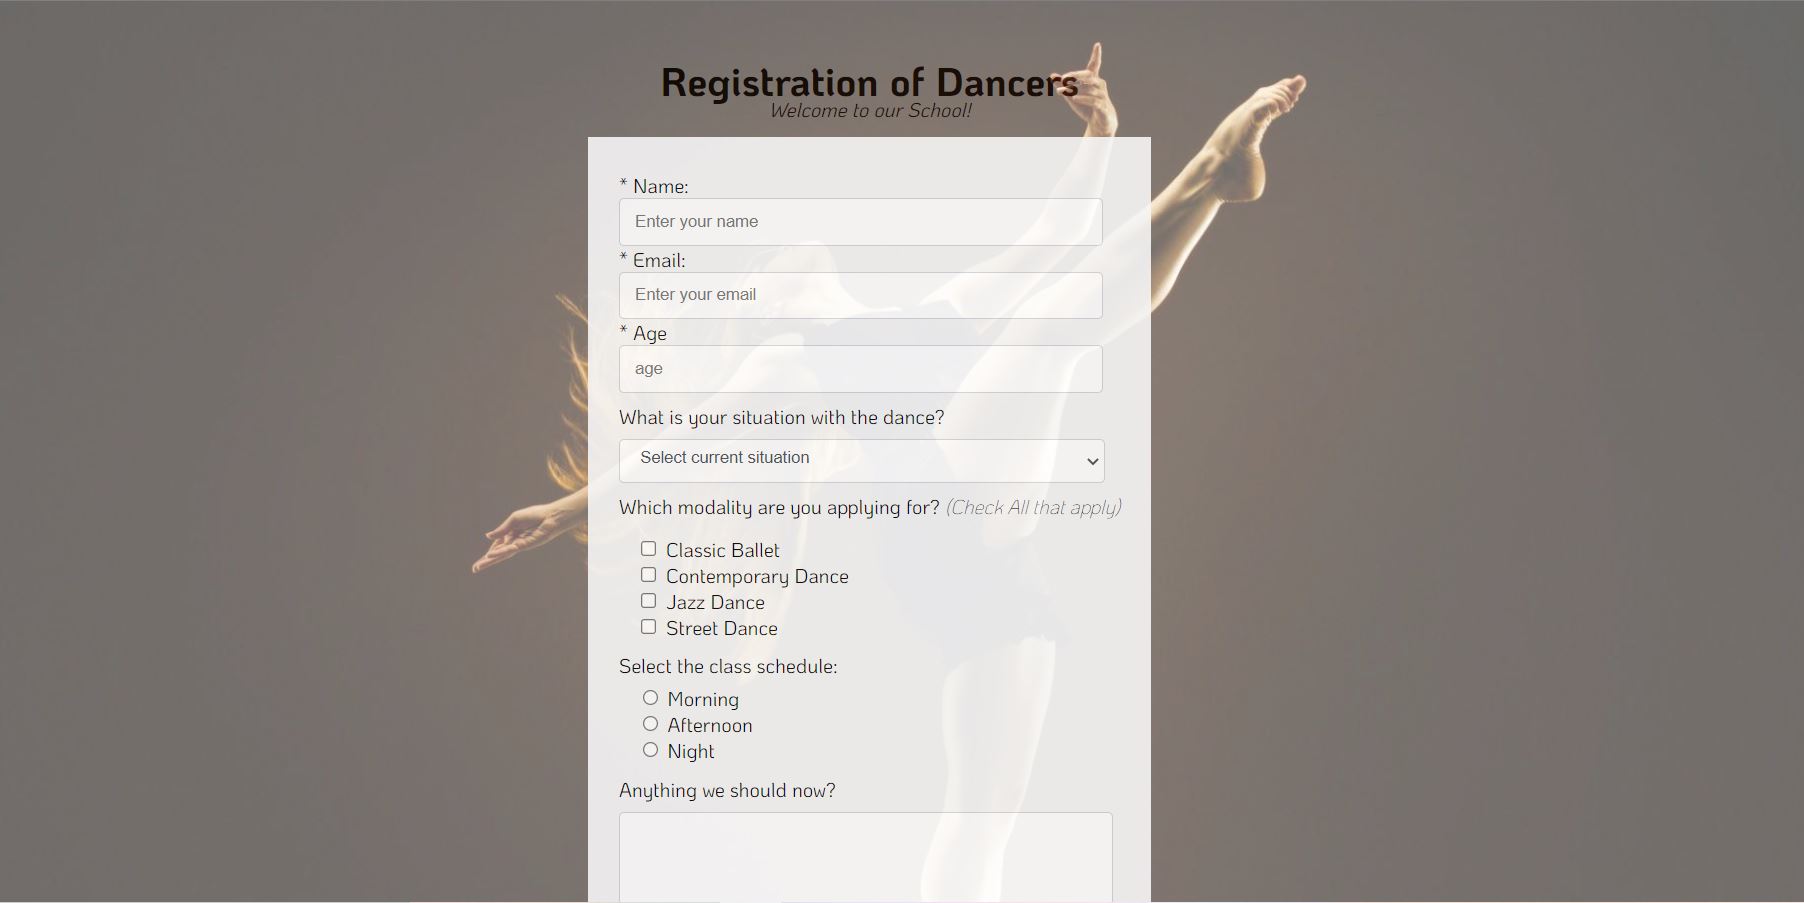 Registration of Dancers
Welcome to our School!
* Name:
Enter your name
* Email:
Enter your email
* Age
age
What is your situation with the dance?
Select current situation
Which modality are you applying for? (Check All that apply)
Classic Ballet
Contemporary Dance
Jazz Dance
Street Dance
Select the class schedule:
Morning
Afternoon
Night
Anything we should now?